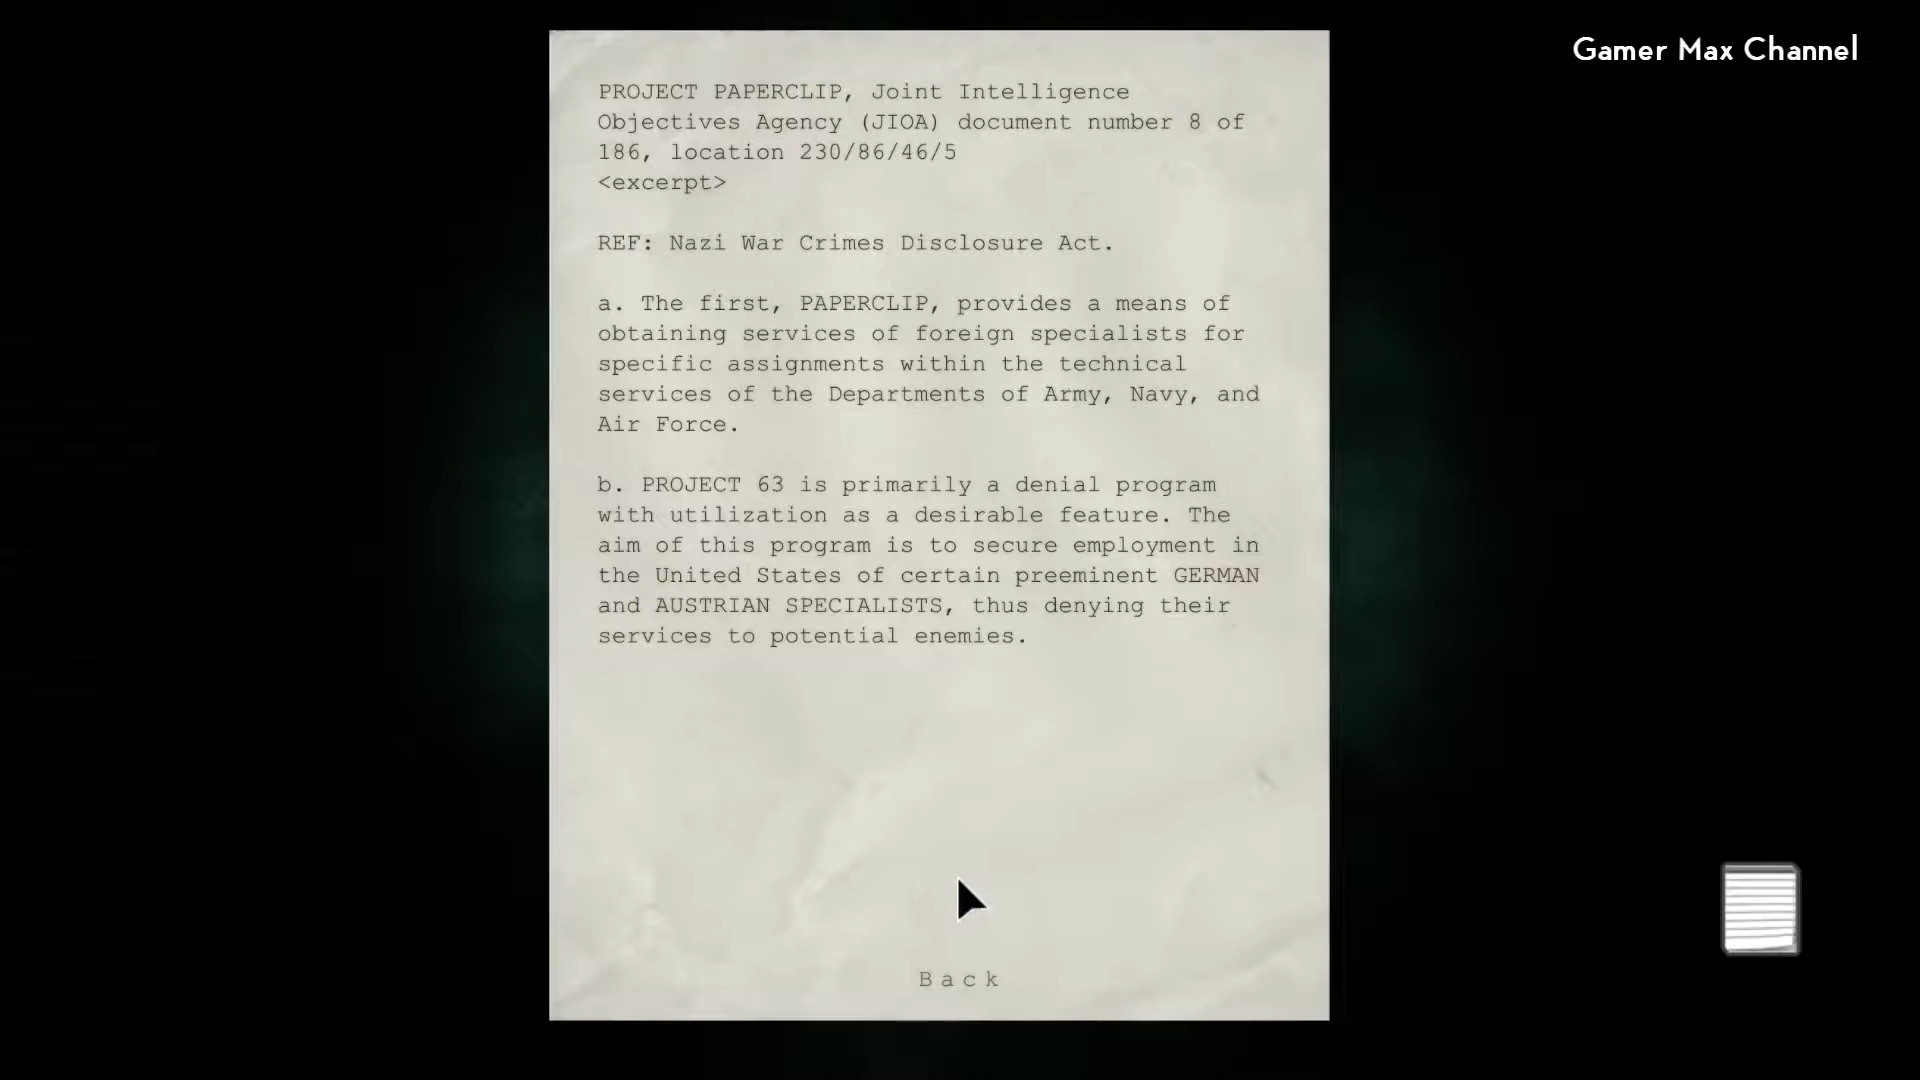 Gamer Max Channel
PROJECT PAPERCLIP, Joint Intelligence
Objectives Agency (JIOA) document number 8 of
186, location 230/86/46/5
<excerpt>
REF: Nazi War Crimes Disclosure Act.
a. The first, PAPERCLIP, provides a means of
obtaining services of foreign specialists for
specific assignments within the technical
services of the Departments of Army, Navy, and
Air Force.
b. PROJECT 63 is primarily a denial program
with utilization as a desirable feature. The
aim of this program is to secure employment in
the United States of certain preeminent GERMAN
and AUSTRIAN SPECIALISTS, thus denying their
services to potential enemies.
Back